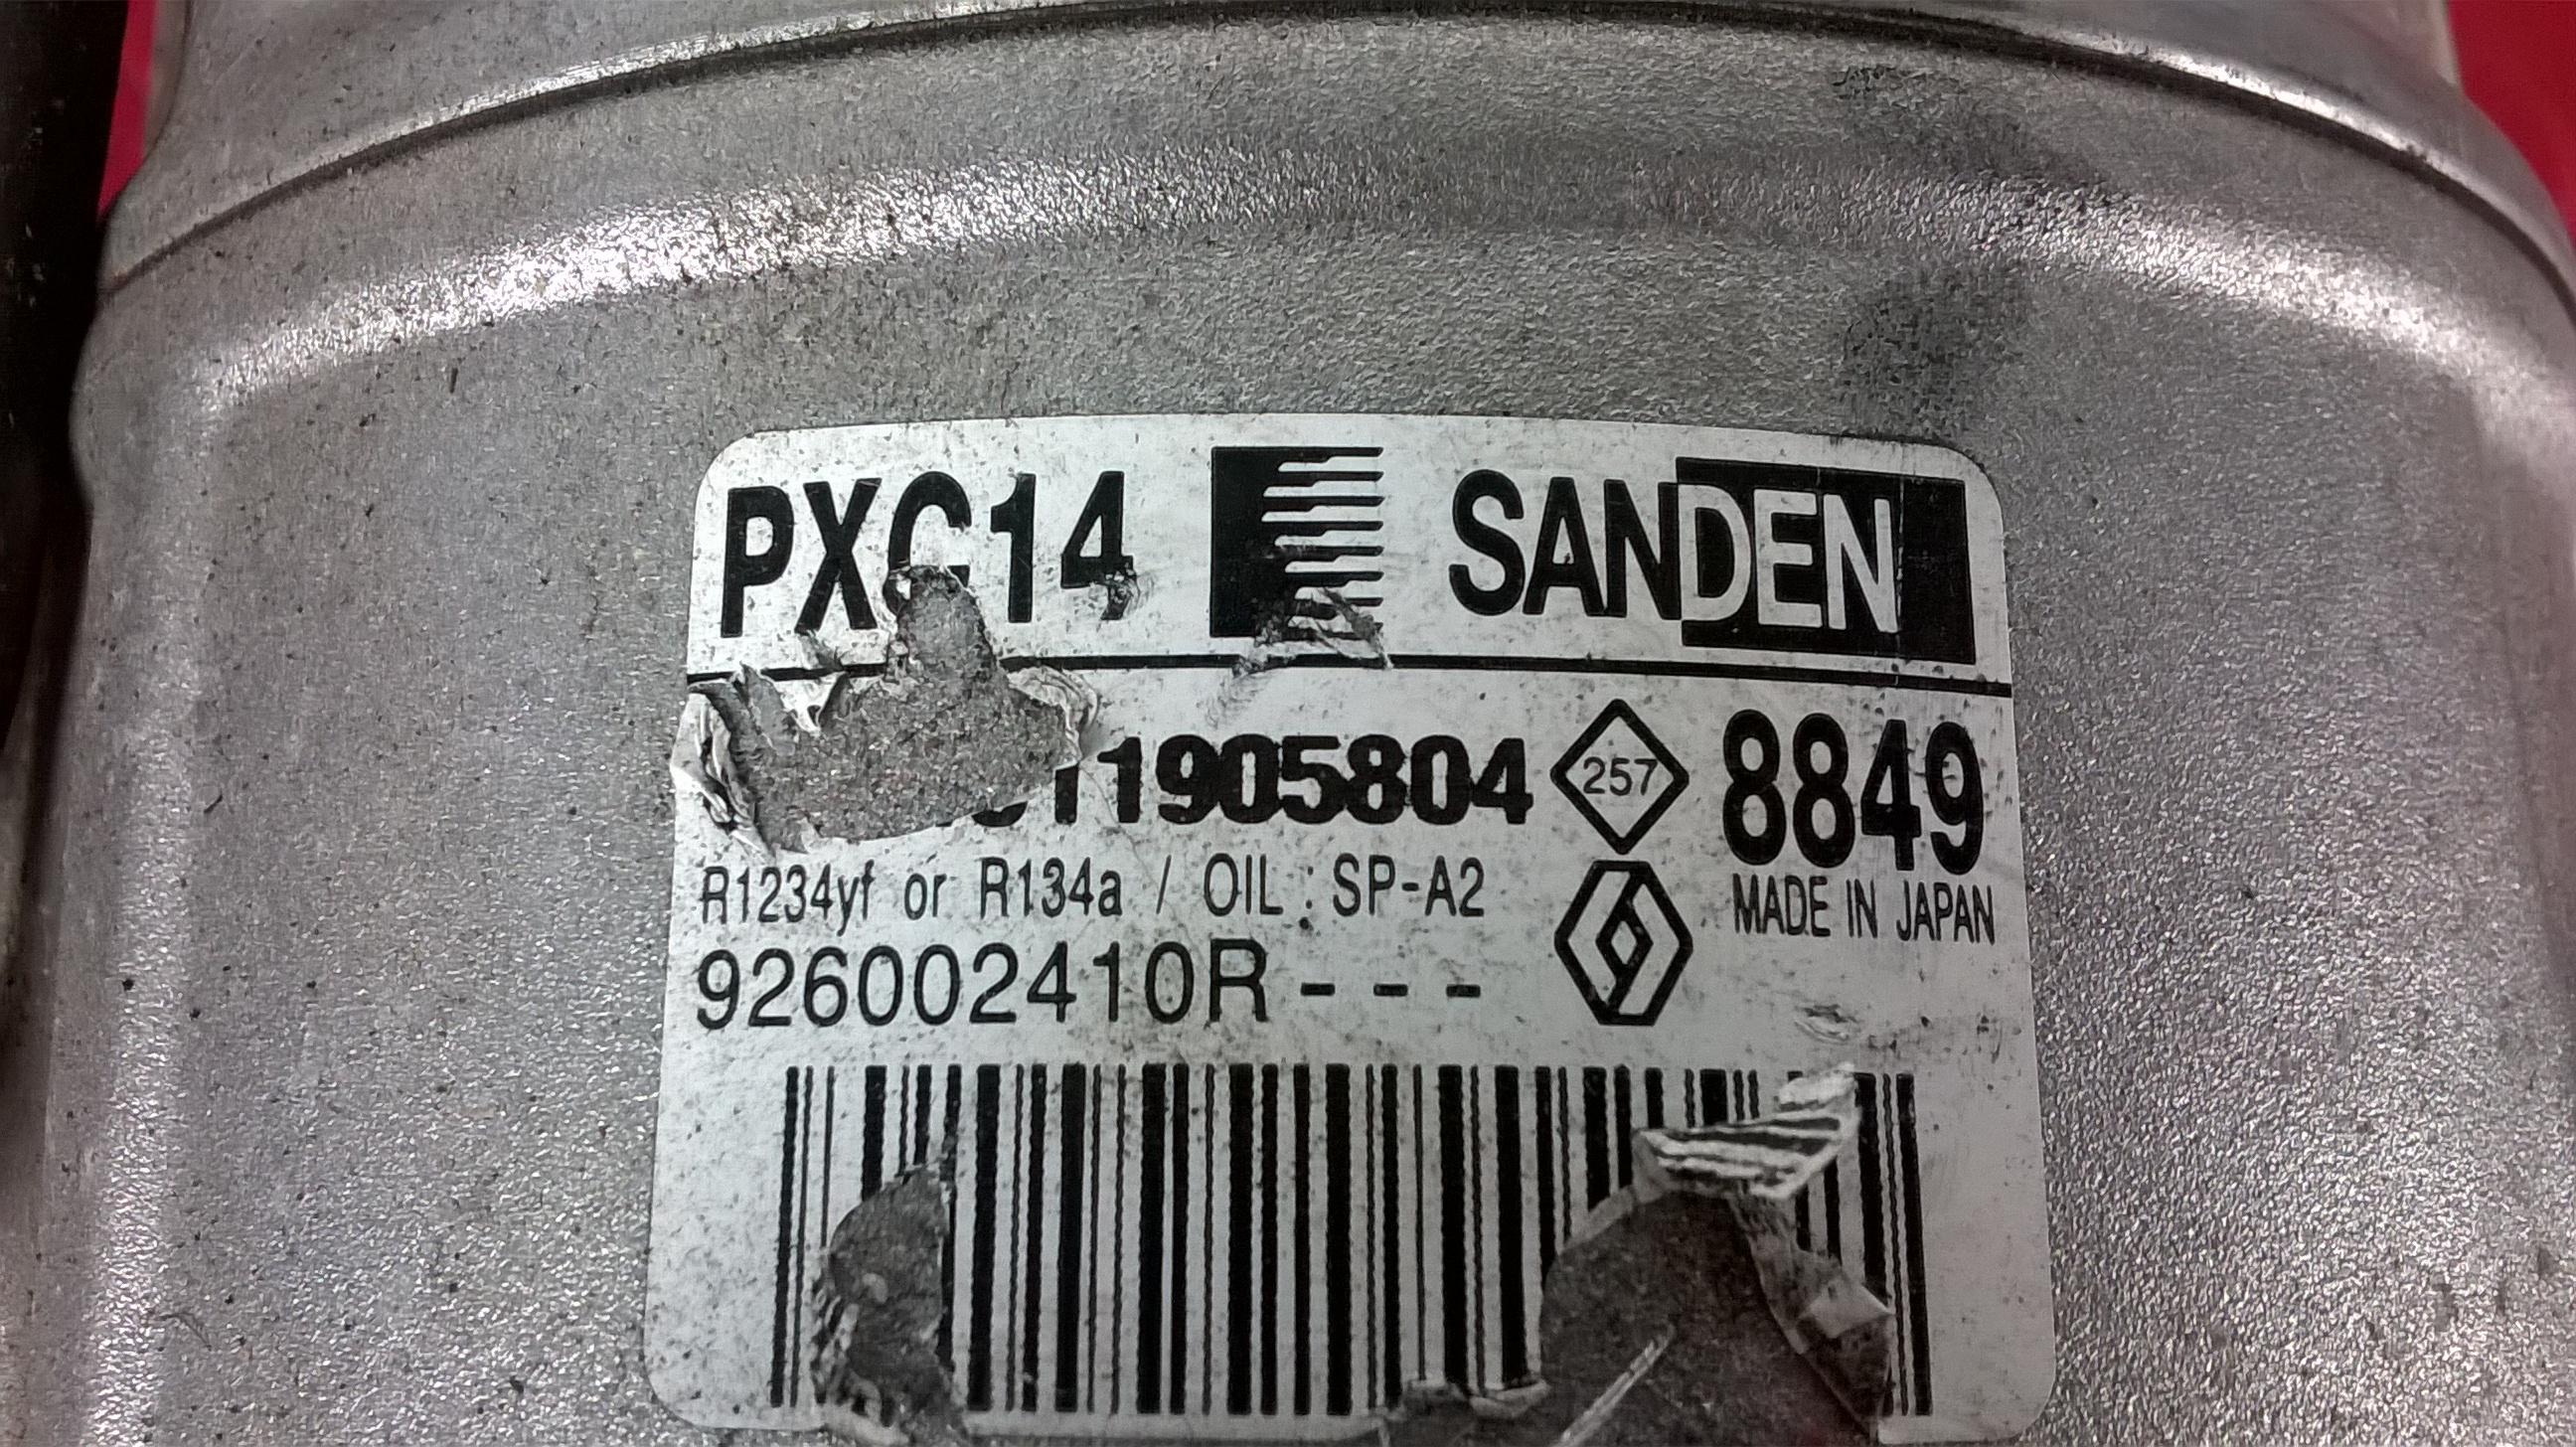 PXC14 SANDEN
11905804 257 8849
R1234yf or R134a / OIL : SP-A2 MADE IN JAPAN
926002410R---